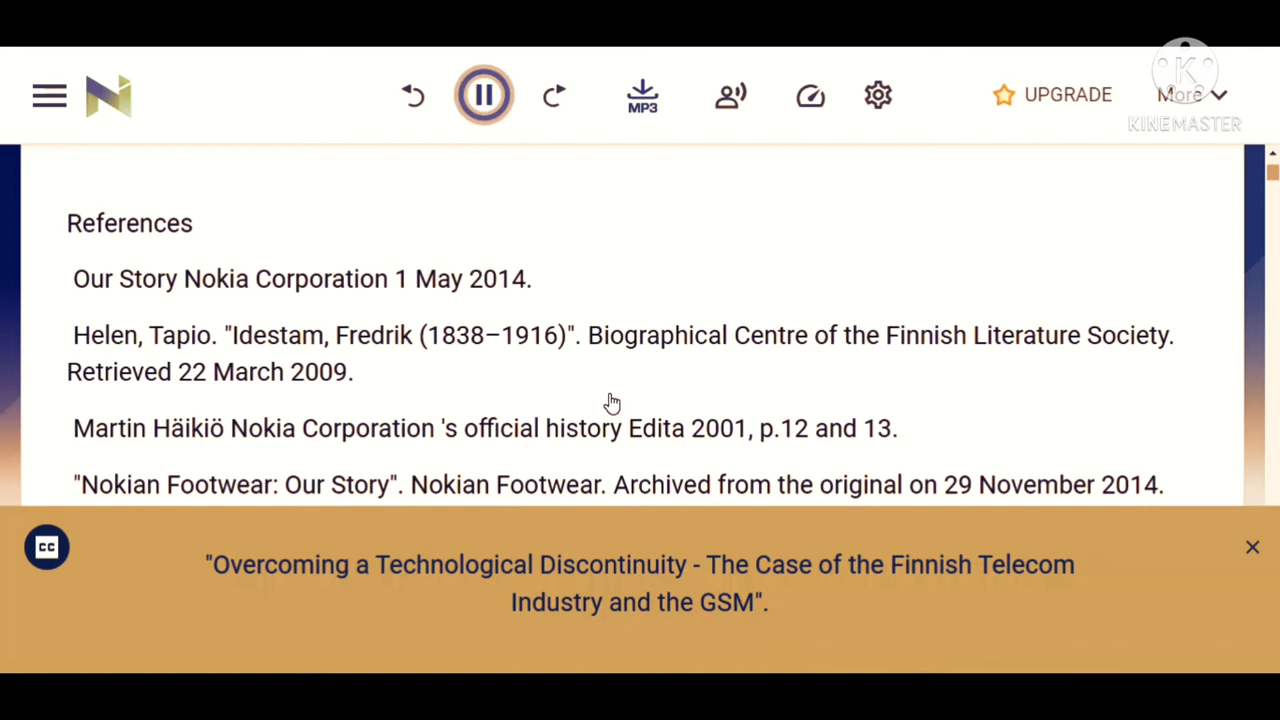 MP3
UPGRADE
More
K
KINEMASTER
References
Our Story Nokia Corporation 1 May 2014.
Helen, Tapio. "Idestam, Fredrik (1838–1916)". Biographical Centre of the Finnish Literature Society.
Retrieved 22 March 2009.
Martin Häikiö Nokia Corporation 's official history Edita 2001, p.12 and 13.
"Nokian Footwear: Our Story". Nokian Footwear. Archived from the original on 29 November 2014.
CC
"Overcoming a Technological Discontinuity - The Case of the Finnish Telecom
Industry and the GSM".